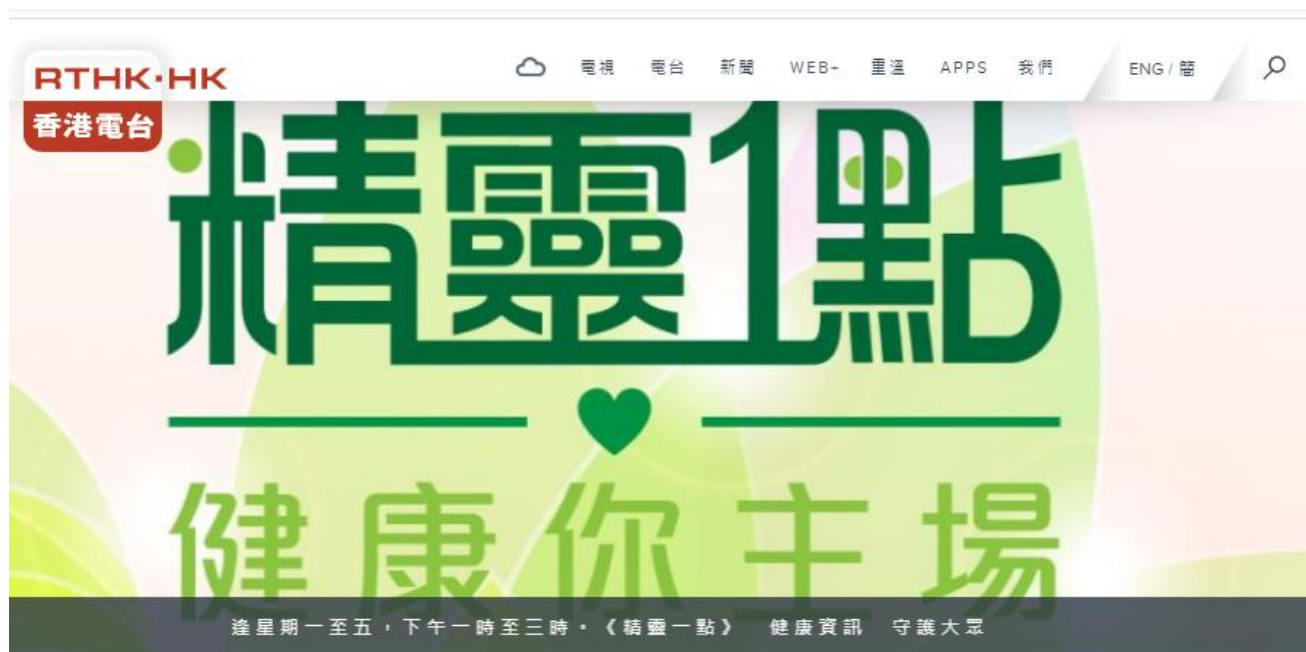 RTHK·HK
香港電台
電視 電台 新聞 WEB+ 重溫 APPS 我們 ENG / 簡
精靈1點
健康你主場
逢星期一至五，下午一時至三時。《精靈一點》 健康資訊 守護大眾